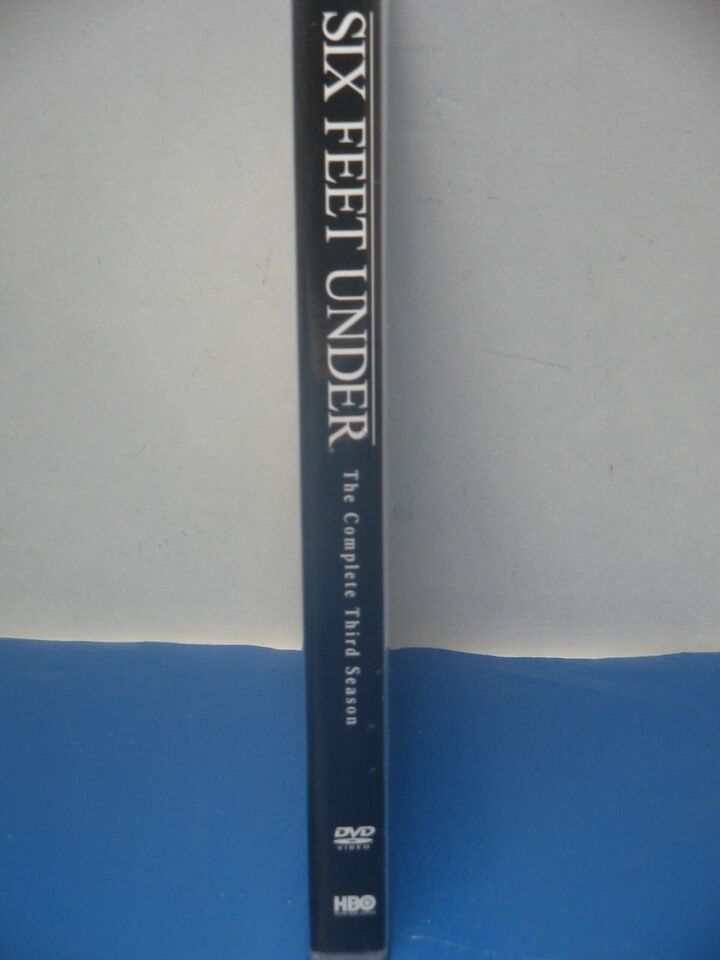 SIX FEET UNDER
The Complete Third Season
DVD
VIDEO
HBO